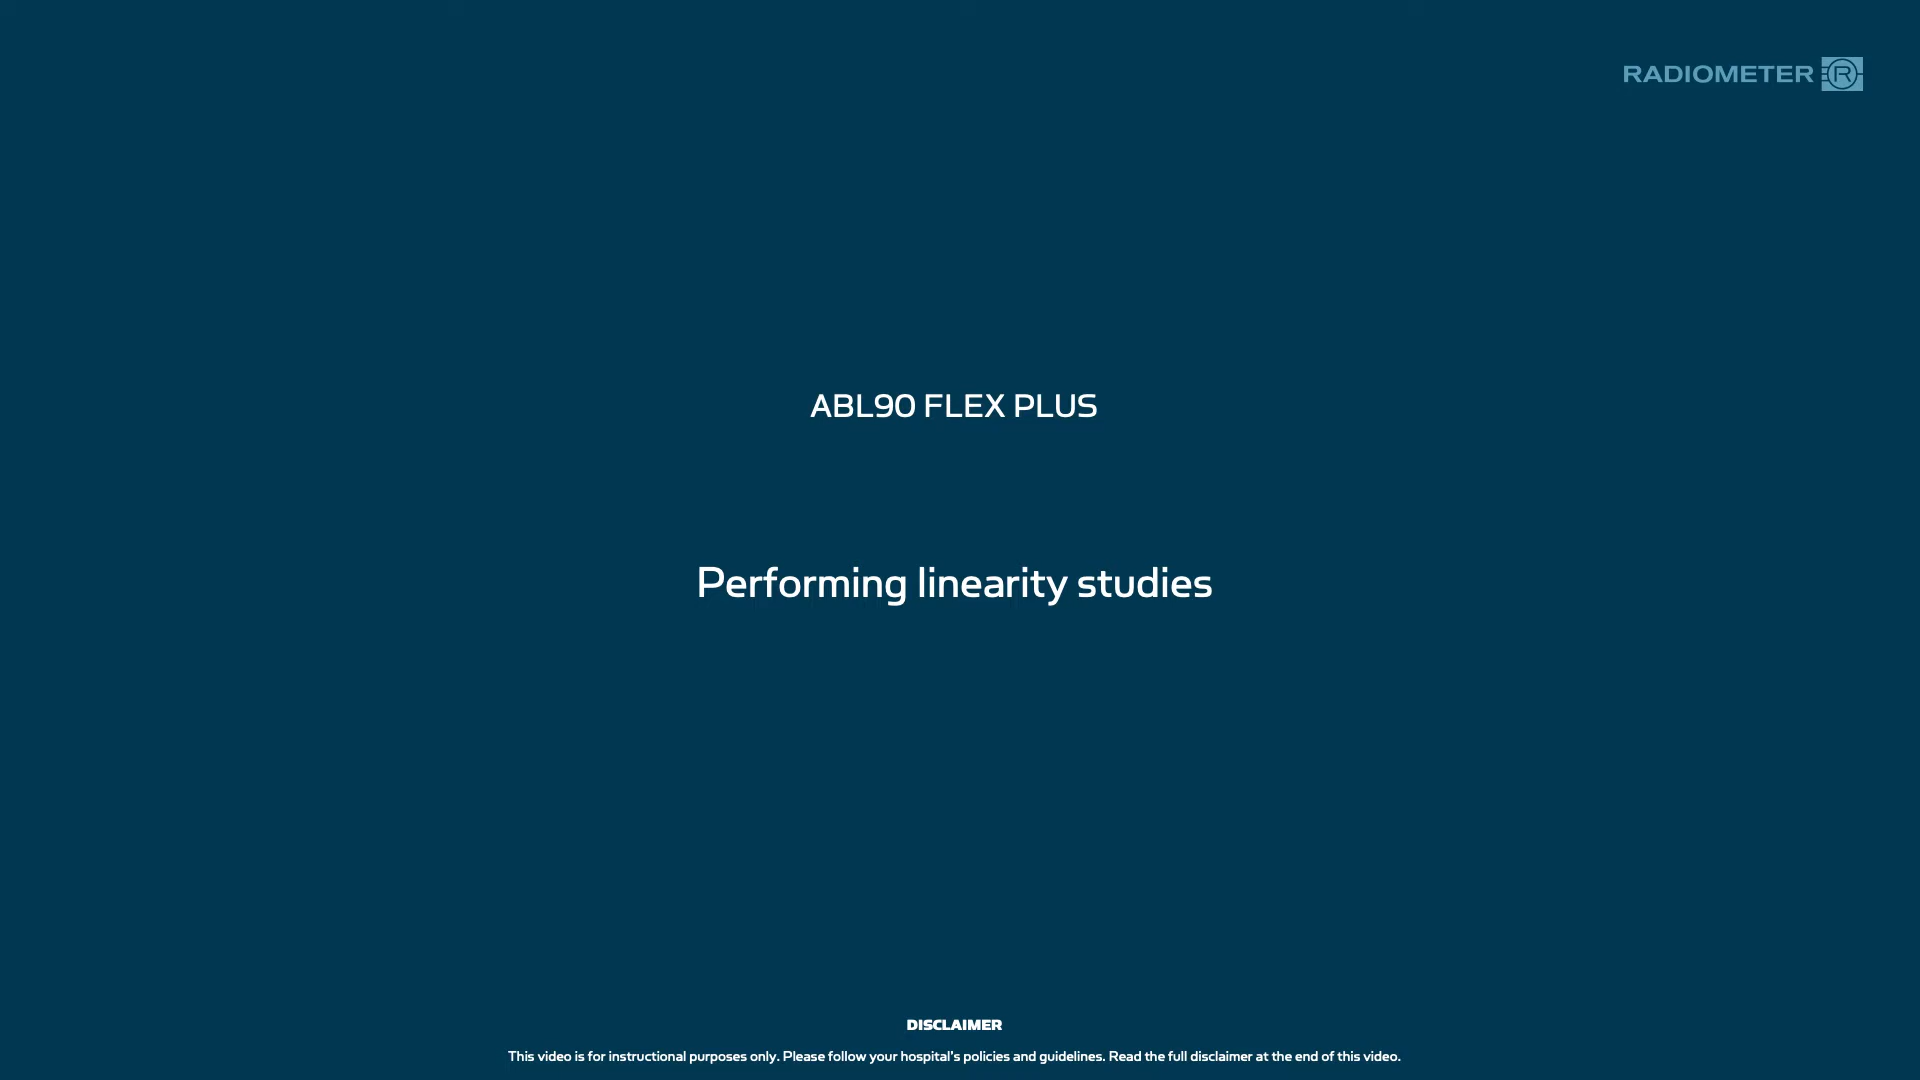 RADIOMETER
ABL90 FLEX PLUS
Performing linearity studies
DISCLAIMER
This video is for instructional purposes only. Please follow your hospital's policies and guidelines. Read the full disclaimer at the end of this video.